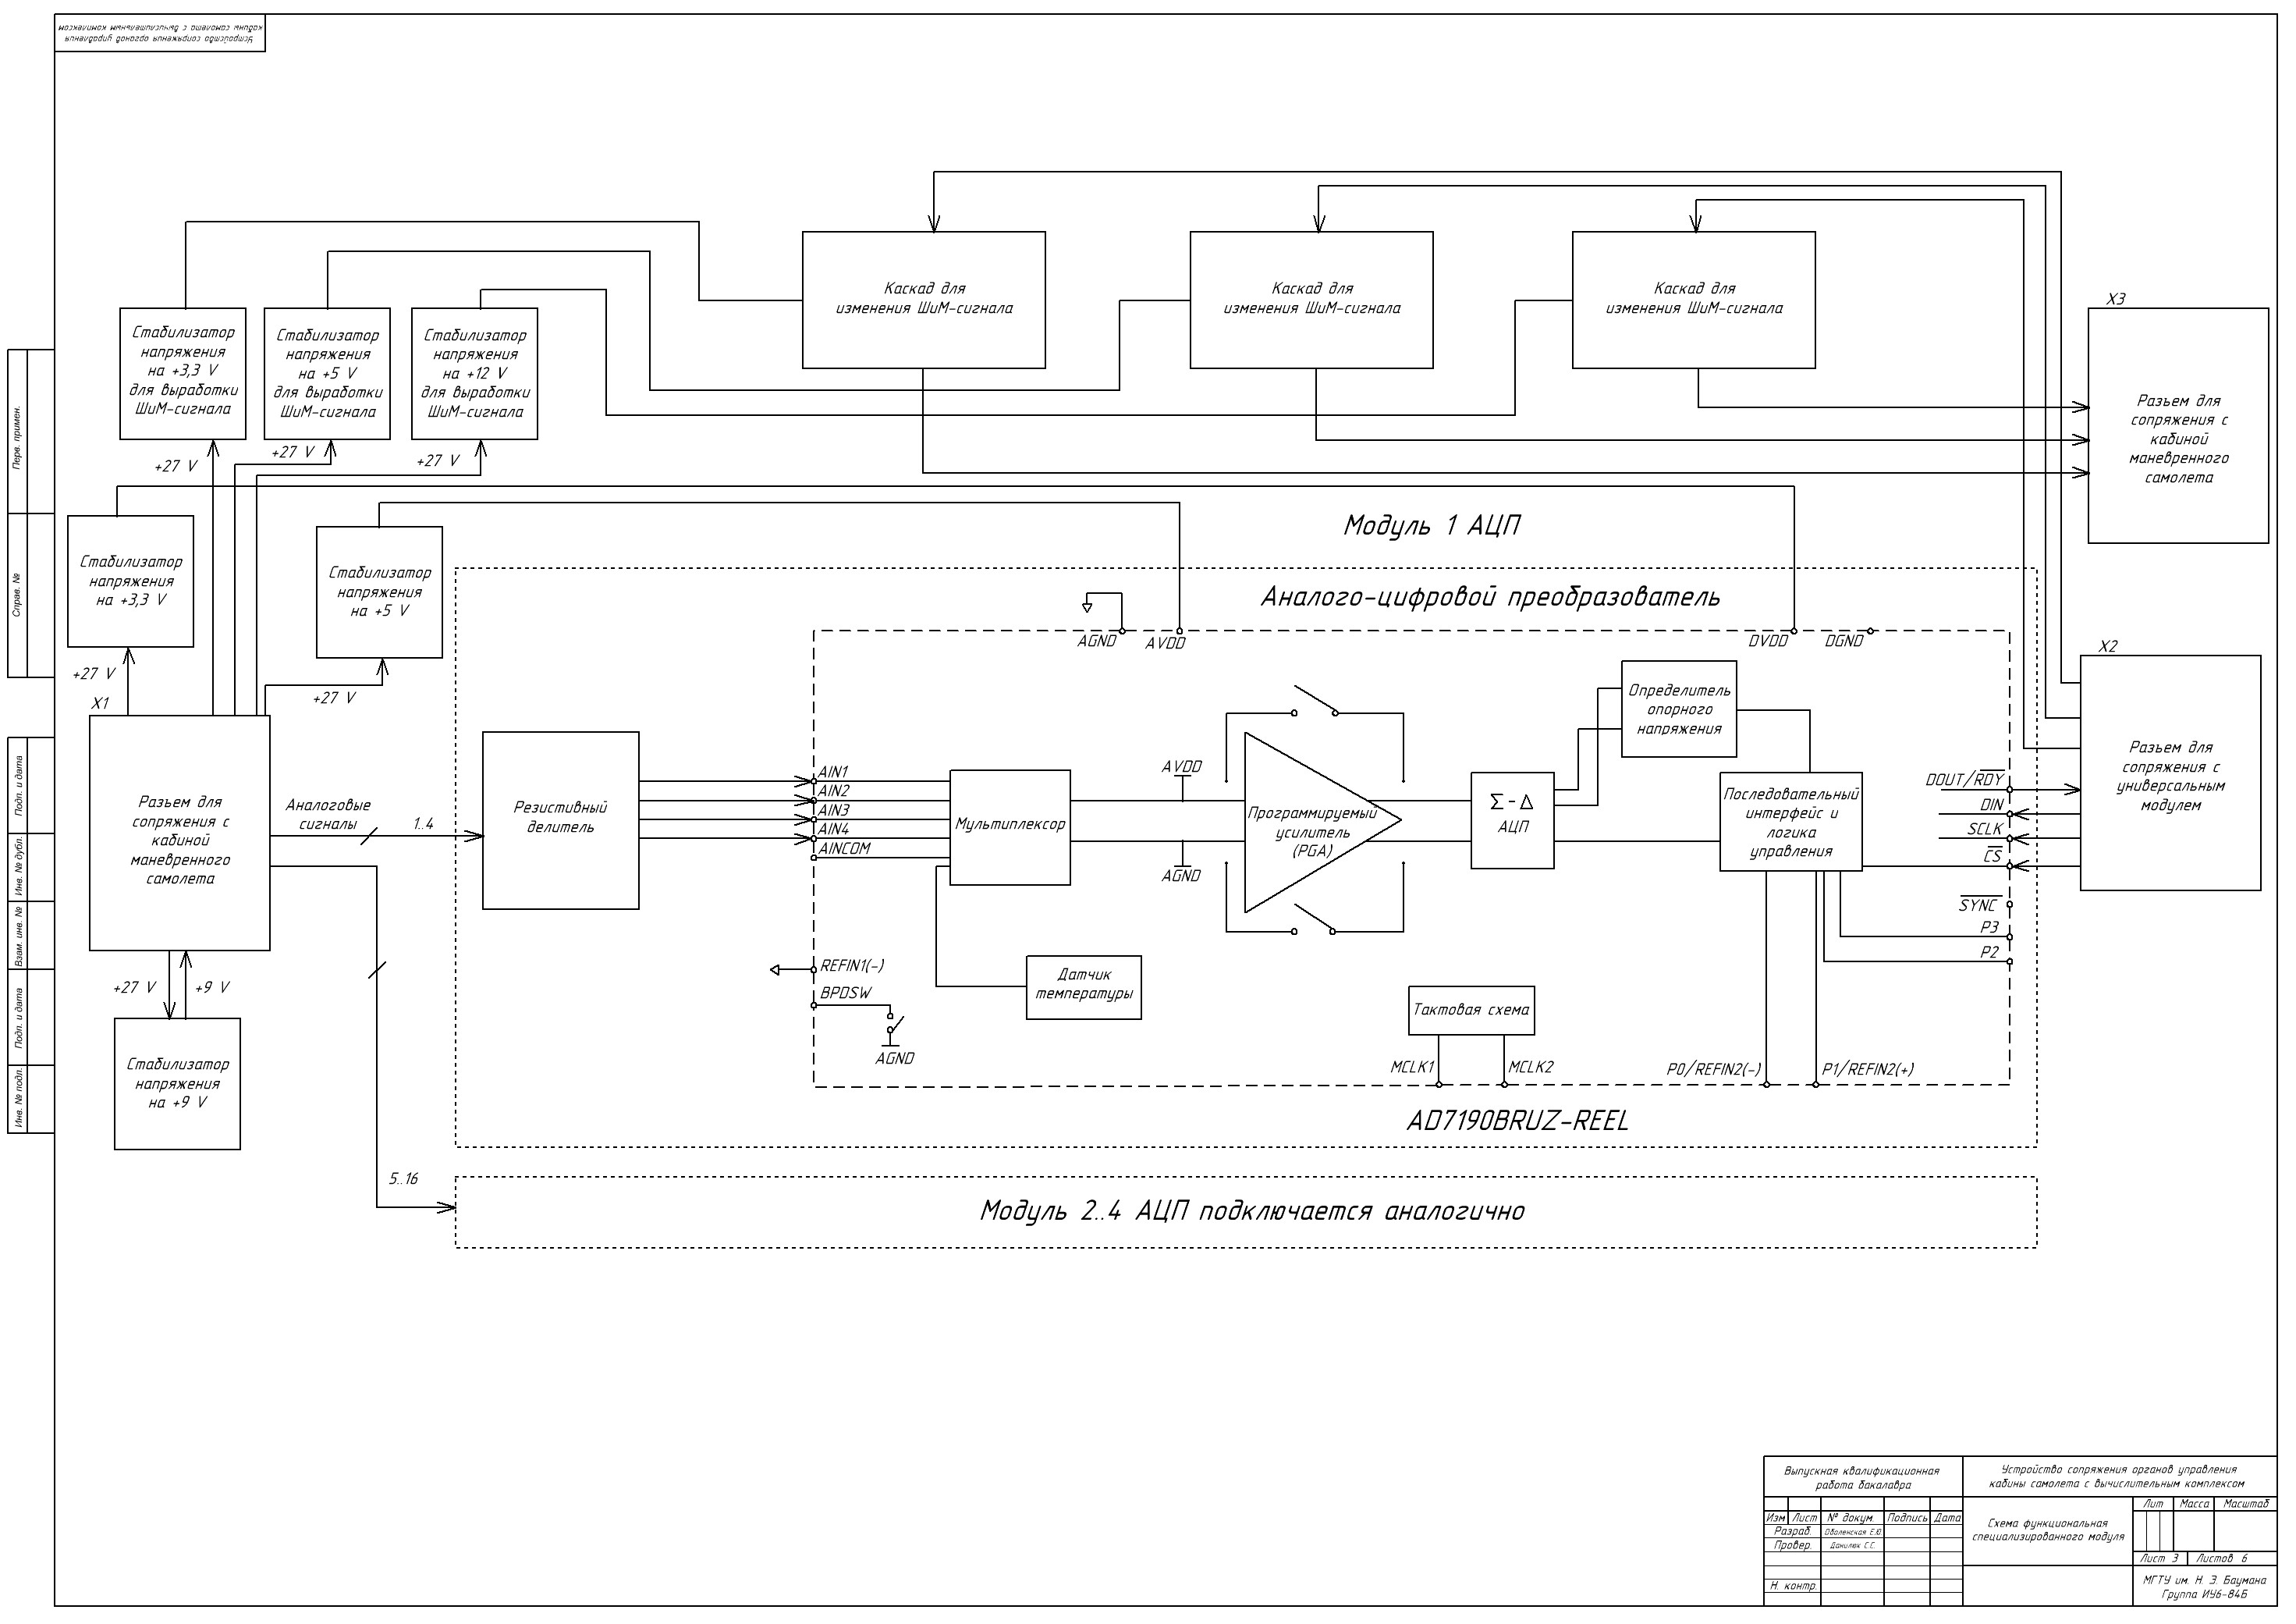 Устройство сопряжения органов управления
кабины самолета с вычислительным комплексом
Перв. примен.
Справ. №
Подп. и дата
Инв. № дубл.
Взам. инв. №
Подп. и дата
Инв. № подл.
Каскад для
изменения ШиМ-сигнала
Каскад для
изменения ШиМ-сигнала
Каскад для
изменения ШиМ-сигнала
Стабилизатор
напряжения
на +3,3 V
для выработки
ШиМ-сигнала
Стабилизатор
напряжения
на +5 V
для выработки
ШиМ-сигнала
Стабилизатор
напряжения
на +12 V
для выработки
ШиМ-сигнала
X3
Разъем для
сопряжения с
кабиной
маневренного
самолета
+27 V
+27 V
+27 V
Стабилизатор
напряжения
на +3,3 V
Стабилизатор
напряжения
на +5 V
+27 V
+27 V
Модуль 1 АЦП
Аналого-цифровой преобразователь
AGND
AVDD
DVDD
DGND
X1
Разъем для
сопряжения с
кабиной
маневренного
самолета
Аналоговые
сигналы
1..4
Резистивный
делитель
AIN1
AIN2
AIN3
AIN4
AINCOM
Мультиплексор
AVDD
AGND
Программируемый
усилитель
(PGA)
Σ-Δ
АЦП
Определитель
опорного
напряжения
Последовательный
интерфейс и
логика
управления
DOUT/RDY
DIN
SCLK
CS
SYNC
P3
P2
X2
Разъем для
сопряжения с
универсальным
модулем
REFIN1(-)
BPDSW
AGND
Датчик
температуры
Тактовая схема
MCLK1
MCLK2
P0/REFIN2(-)
P1/REFIN2(+)
AD7190BRUZ-REEL
+27 V
+9 V
Стабилизатор
напряжения
на +9 V
5..16
Модуль 2..4 АЦП подключается аналогично
Выпускная квалификационная
работа бакалавра
Устройство сопряжения органов управления
кабины самолета с вычислительным комплексом
Изм Лист № докум. Подпись Дата
Разраб. Оболенская Е.Ю.
Провер. Данилюк С.С.
Н. контр.
Схема функциональная
специализированного модуля
Лит Масса Масштаб
Лист 3 Листов 6
МГТУ им. Н. Э. Баумана
Группа ИУ6-84Б